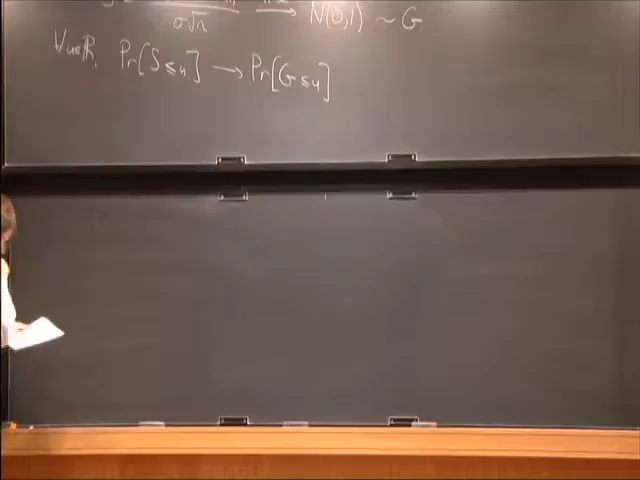 σ√n → N(0,1) ~ G
∀u∈ℝ, Pr[S≤u] → Pr[G≤u]